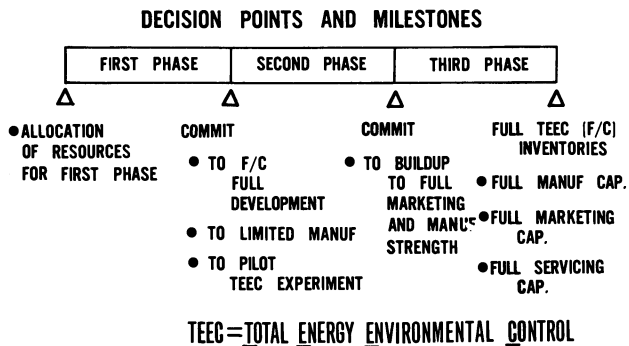 DECISION POINTS AND MILESTONES
FIRST PHASE
SECOND PHASE
THIRD PHASE
● ALLOCATION
OF RESOURCES
FOR FIRST PHASE
COMMIT
● TO F/C
FULL
DEVELOPMENT
● TO LIMITED MANUF
● TO PILOT
TEEC EXPERIMENT
COMMIT
● TO BUILDUP
TO FULL
MARKETING
AND MANUF
STRENGTH
FULL TEEC (F/C)
INVENTORIES
● FULL MANUF CAP.
● FULL MARKETING
CAP.
● FULL SERVICING
CAP.
TEEC=TOTAL ENERGY ENVIRONMENTAL CONTROL